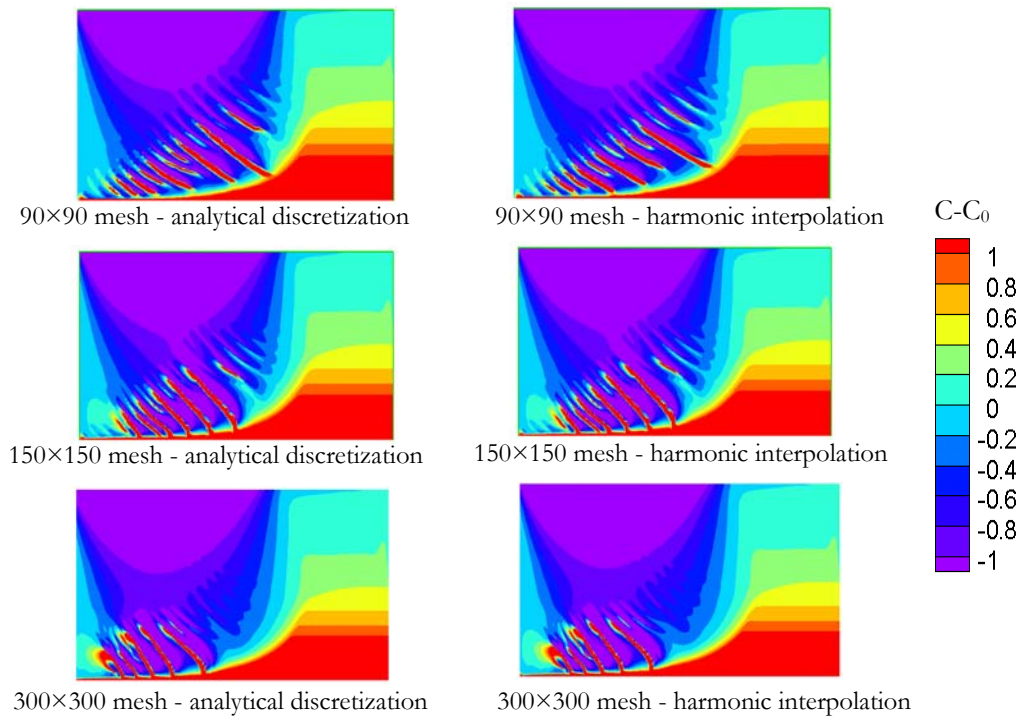 90×90 mesh - analytical discretization
90×90 mesh - harmonic interpolation
150×150 mesh - analytical discretization
150×150 mesh - harmonic interpolation
300×300 mesh - analytical discretization
300×300 mesh - harmonic interpolation
C-C₀
1
0.8
0.6
0.4
0.2
0
-0.2
-0.4
-0.6
-0.8
-1